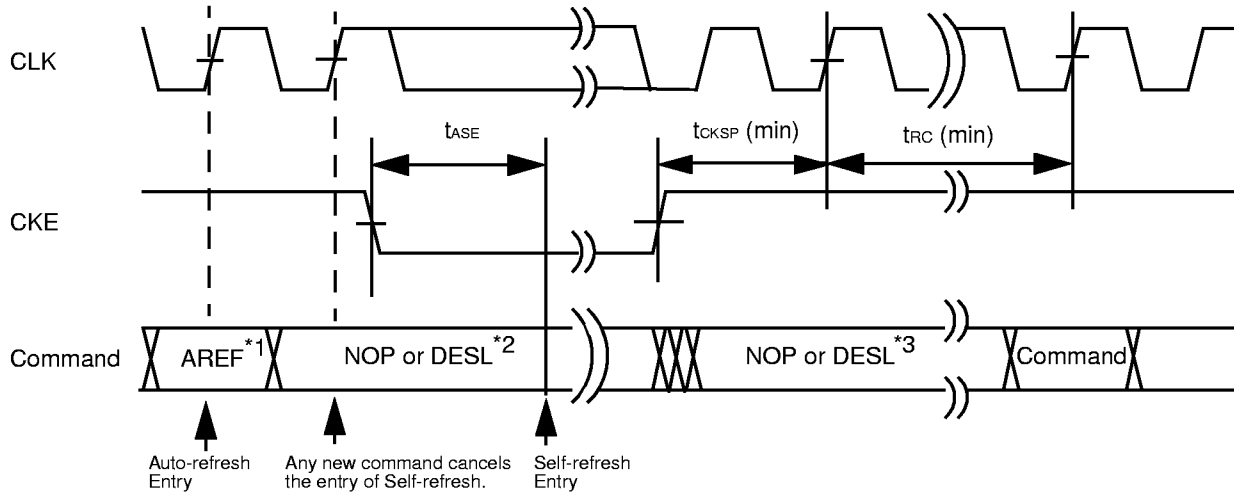 CLK
tASE
tCKSP (min)
tRC (min)
CKE
Command
AREF*1
NOP or DESL*2
NOP or DESL*3
Command
Auto-refresh
Entry
Any new command cancels
the entry of Self-refresh.
Self-refresh
Entry